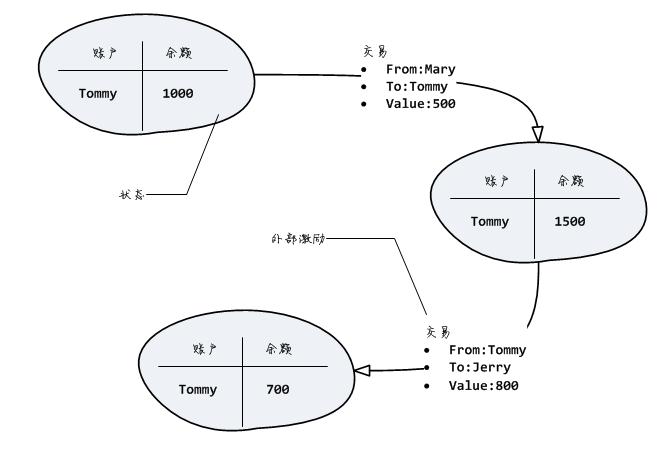 账户 余额
Tommy 1000
交易
• From:Mary
• To:Tommy
• Value:500
状态
账户 余额
Tommy 1500
外部激励
交易
• From:Tommy
• To:Jerry
• Value:800
账户 余额
Tommy 700